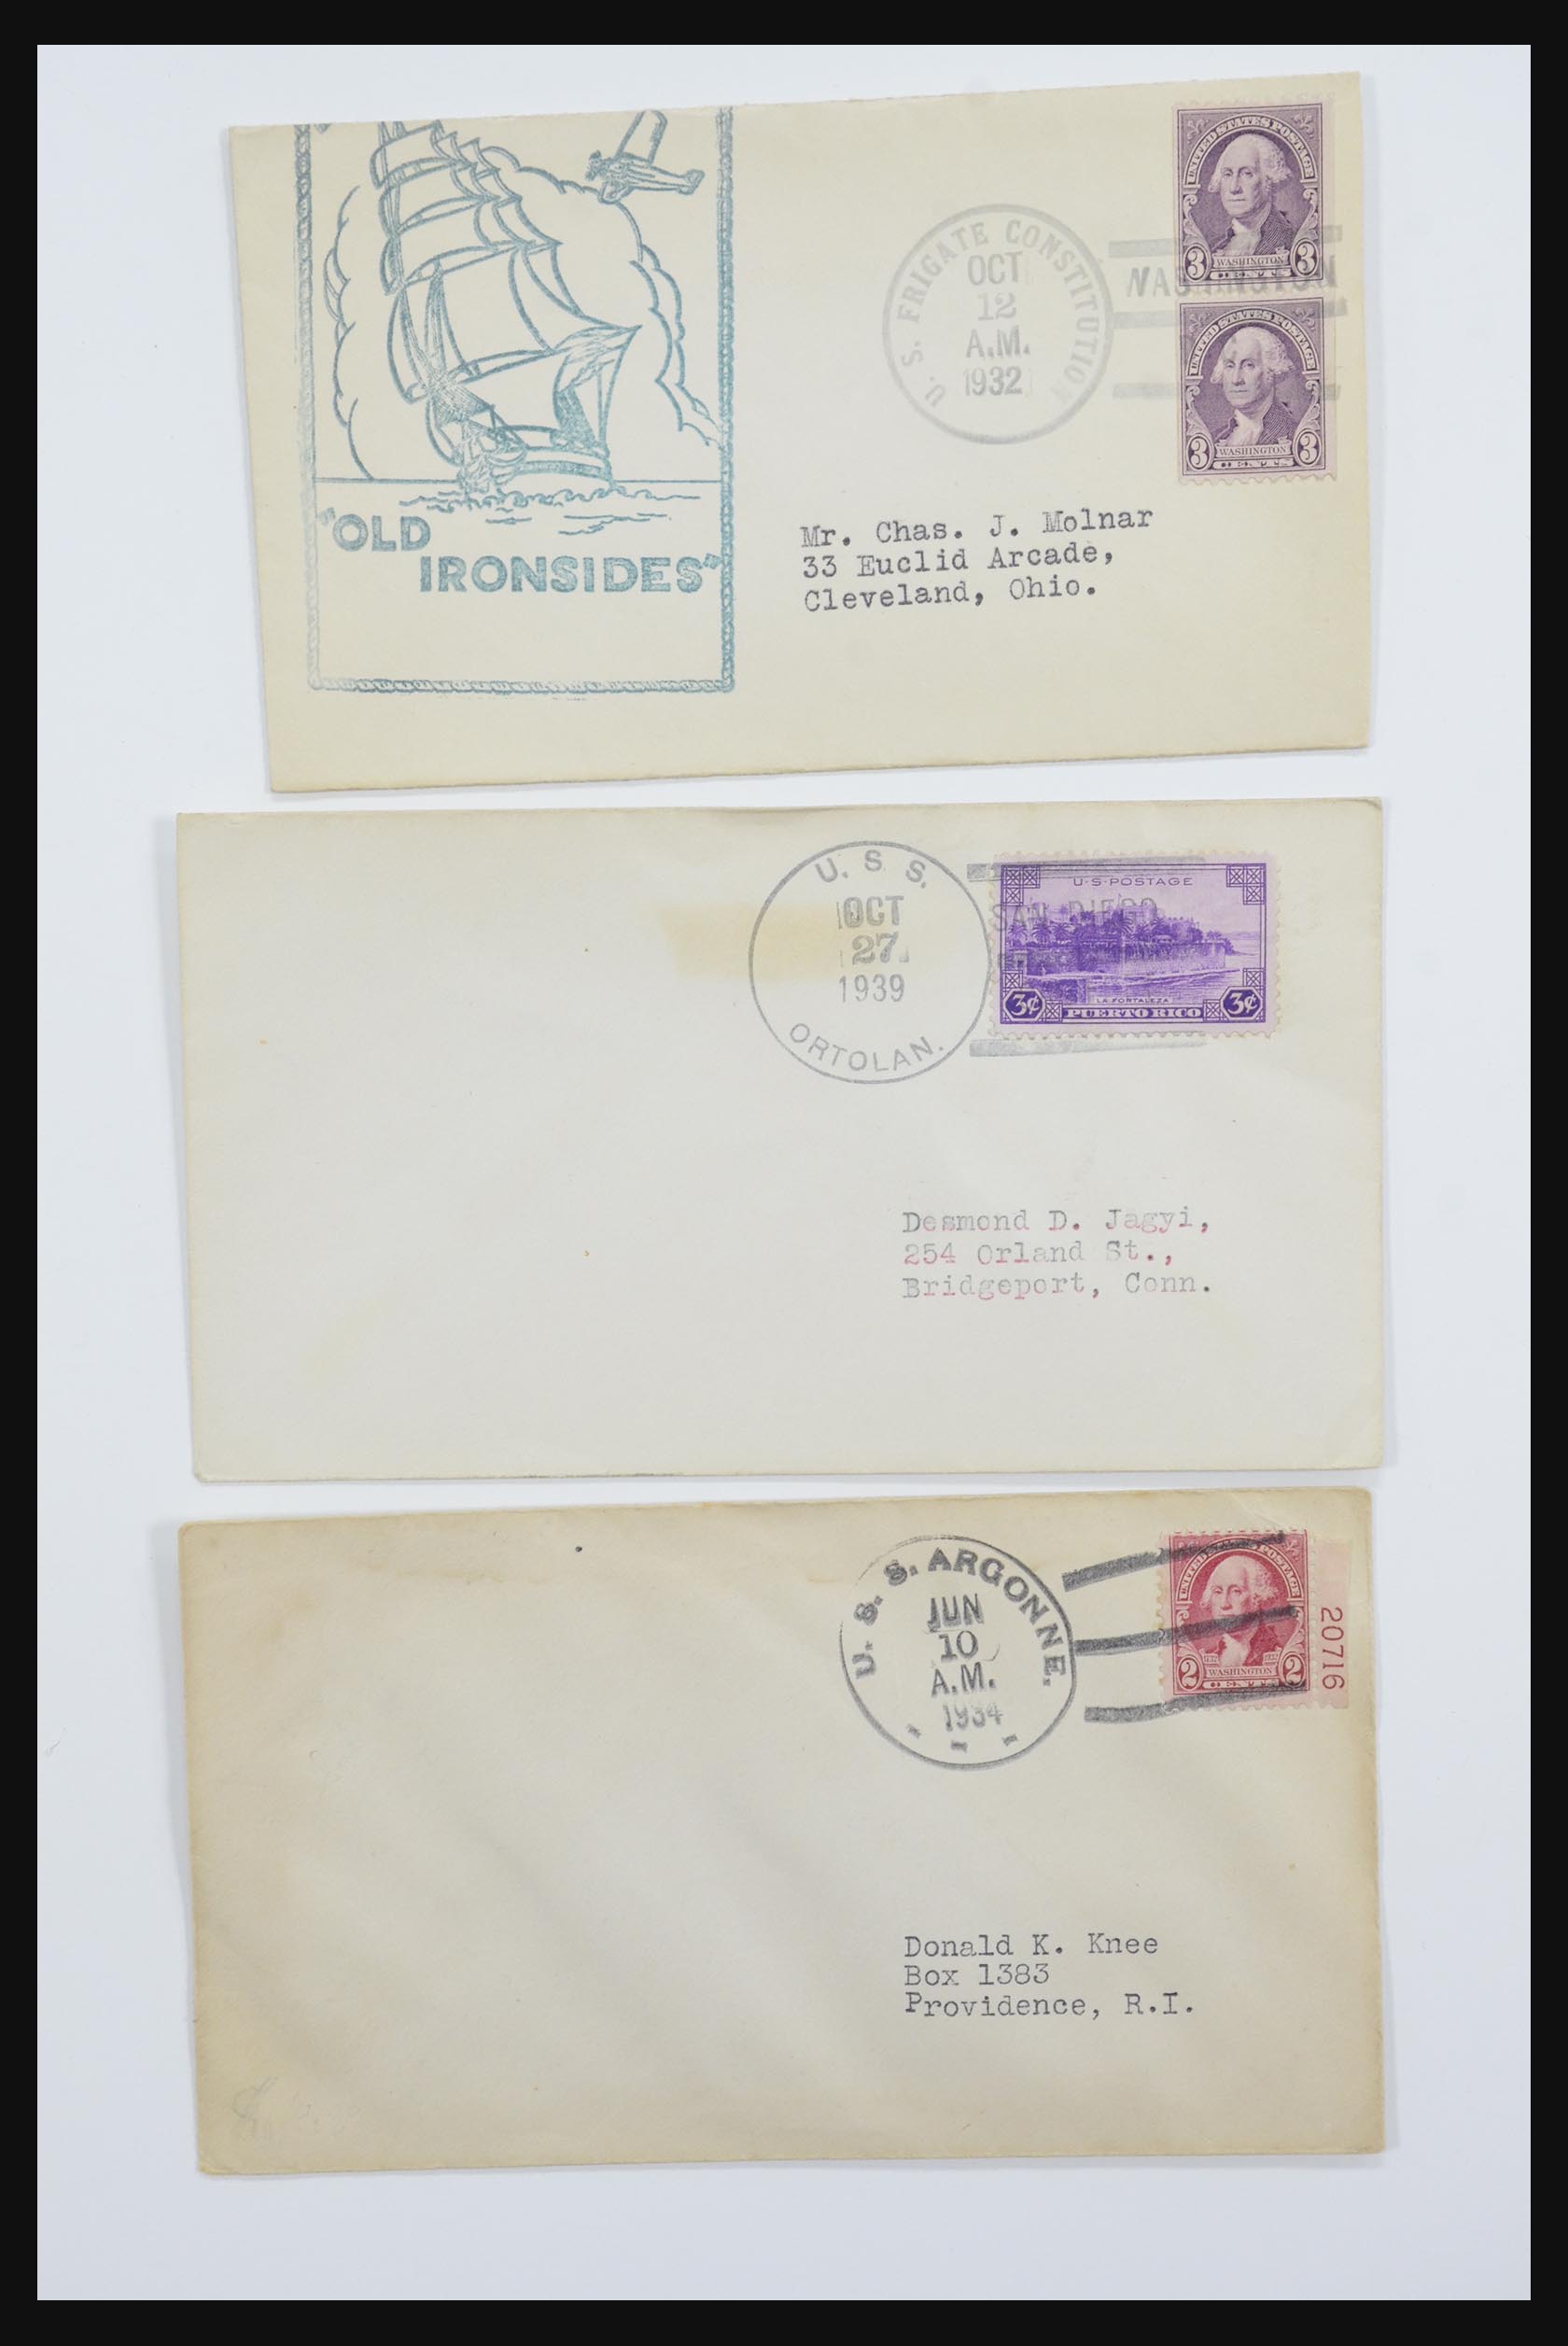 "OLD
IRONSIDES"
U. S. FRIGATE CONSTITUTION
OCT
12
A.M.
1932
WASHINGTON
UNITED STATES POSTAGE
3 WASHINGTON 3
CENTS
UNITED STATES POSTAGE
3 WASHINGTON 3
CENTS
Mr. Chas. J. Molnar
33 Euclid Arcade,
Cleveland, Ohio.
U. S. S.
OCT
27
1939
ORTOLAN.
SAN DIEGO
U·S·POSTAGE
LA FORTALEZA
3¢ PUERTO RICO 3¢
Desmond D. Jagyi,
254 Orland St.,
Bridgeport, Conn.
U. S. S. ARGONNE.
JUN
10
A.M.
1934
UNITED STATES POSTAGE
2 WASHINGTON 2
CENTS
20716
Donald K. Knee
Box 1383
Providence, R.I.